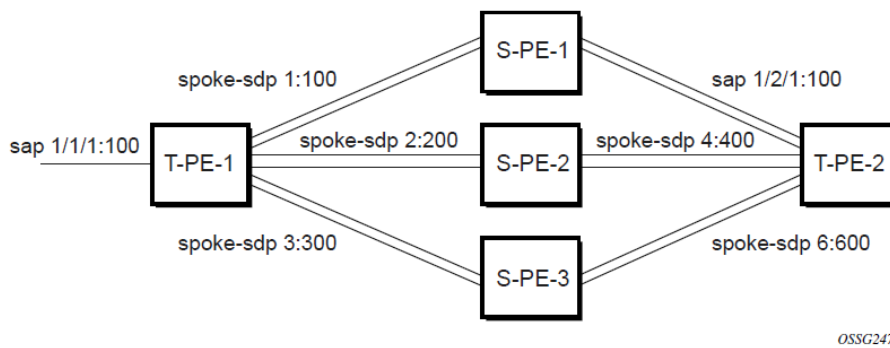 S-PE-1
spoke-sdp 1:100
sap 1/2/1:100
sap 1/1/1:100
T-PE-1
spoke-sdp 2:200
S-PE-2
spoke-sdp 4:400
T-PE-2
spoke-sdp 3:300
S-PE-3
spoke-sdp 6:600
OSSG247